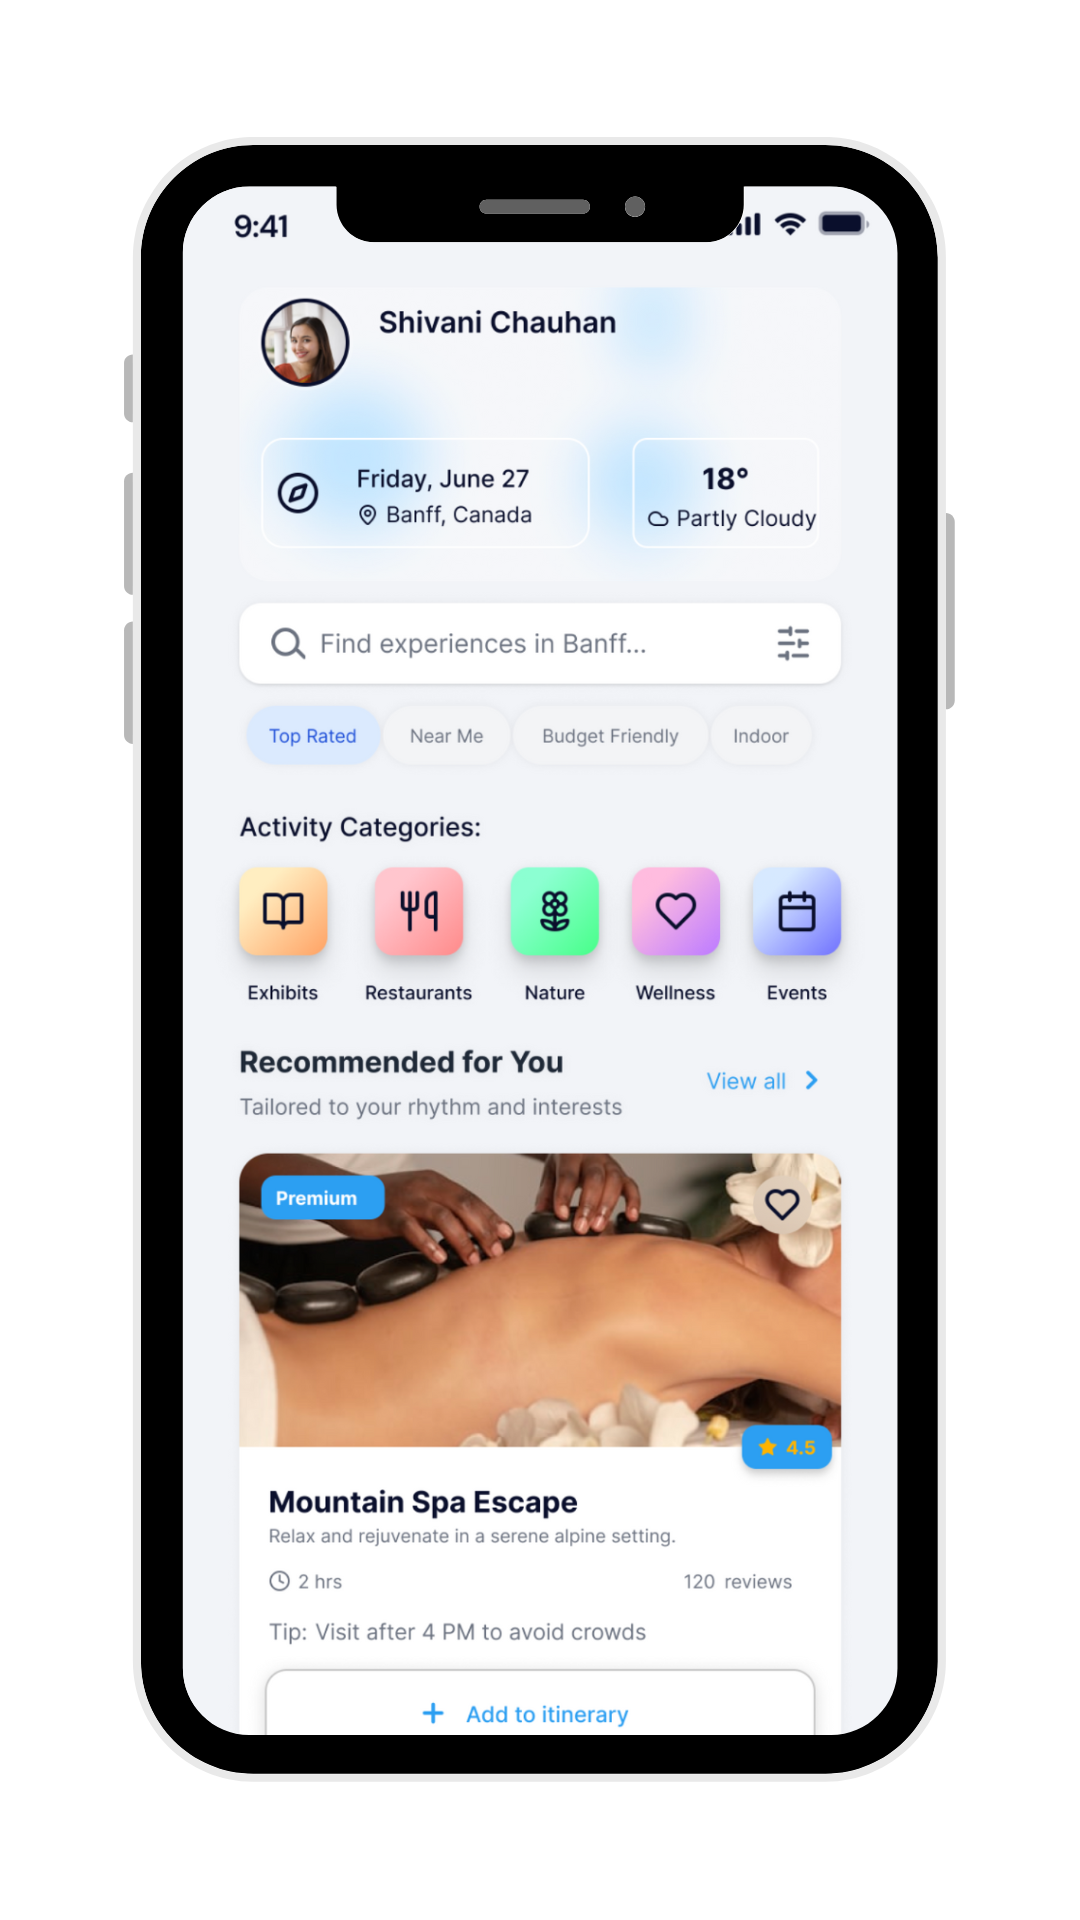 9:41
Shivani Chauhan
Friday, June 27
Banff, Canada
18°
Partly Cloudy
Find experiences in Banff...
Top Rated
Near Me
Budget Friendly
Indoor
Activity Categories:
Exhibits
Restaurants
Nature
Wellness
Events
Recommended for You
View all
Tailored to your rhythm and interests
Premium
4.5
Mountain Spa Escape
Relax and rejuvenate in a serene alpine setting.
2 hrs
120 reviews
Tip: Visit after 4 PM to avoid crowds
+ Add to itinerary